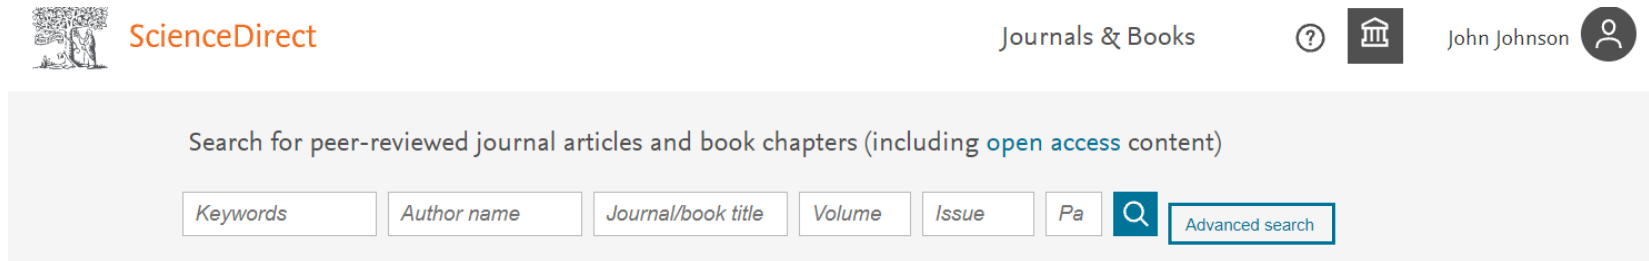 ScienceDirect
Journals & Books
?
John Johnson
Search for peer-reviewed journal articles and book chapters (including open access content)
Keywords
Author name
Journal/book title
Volume
Issue
Pa
Advanced search